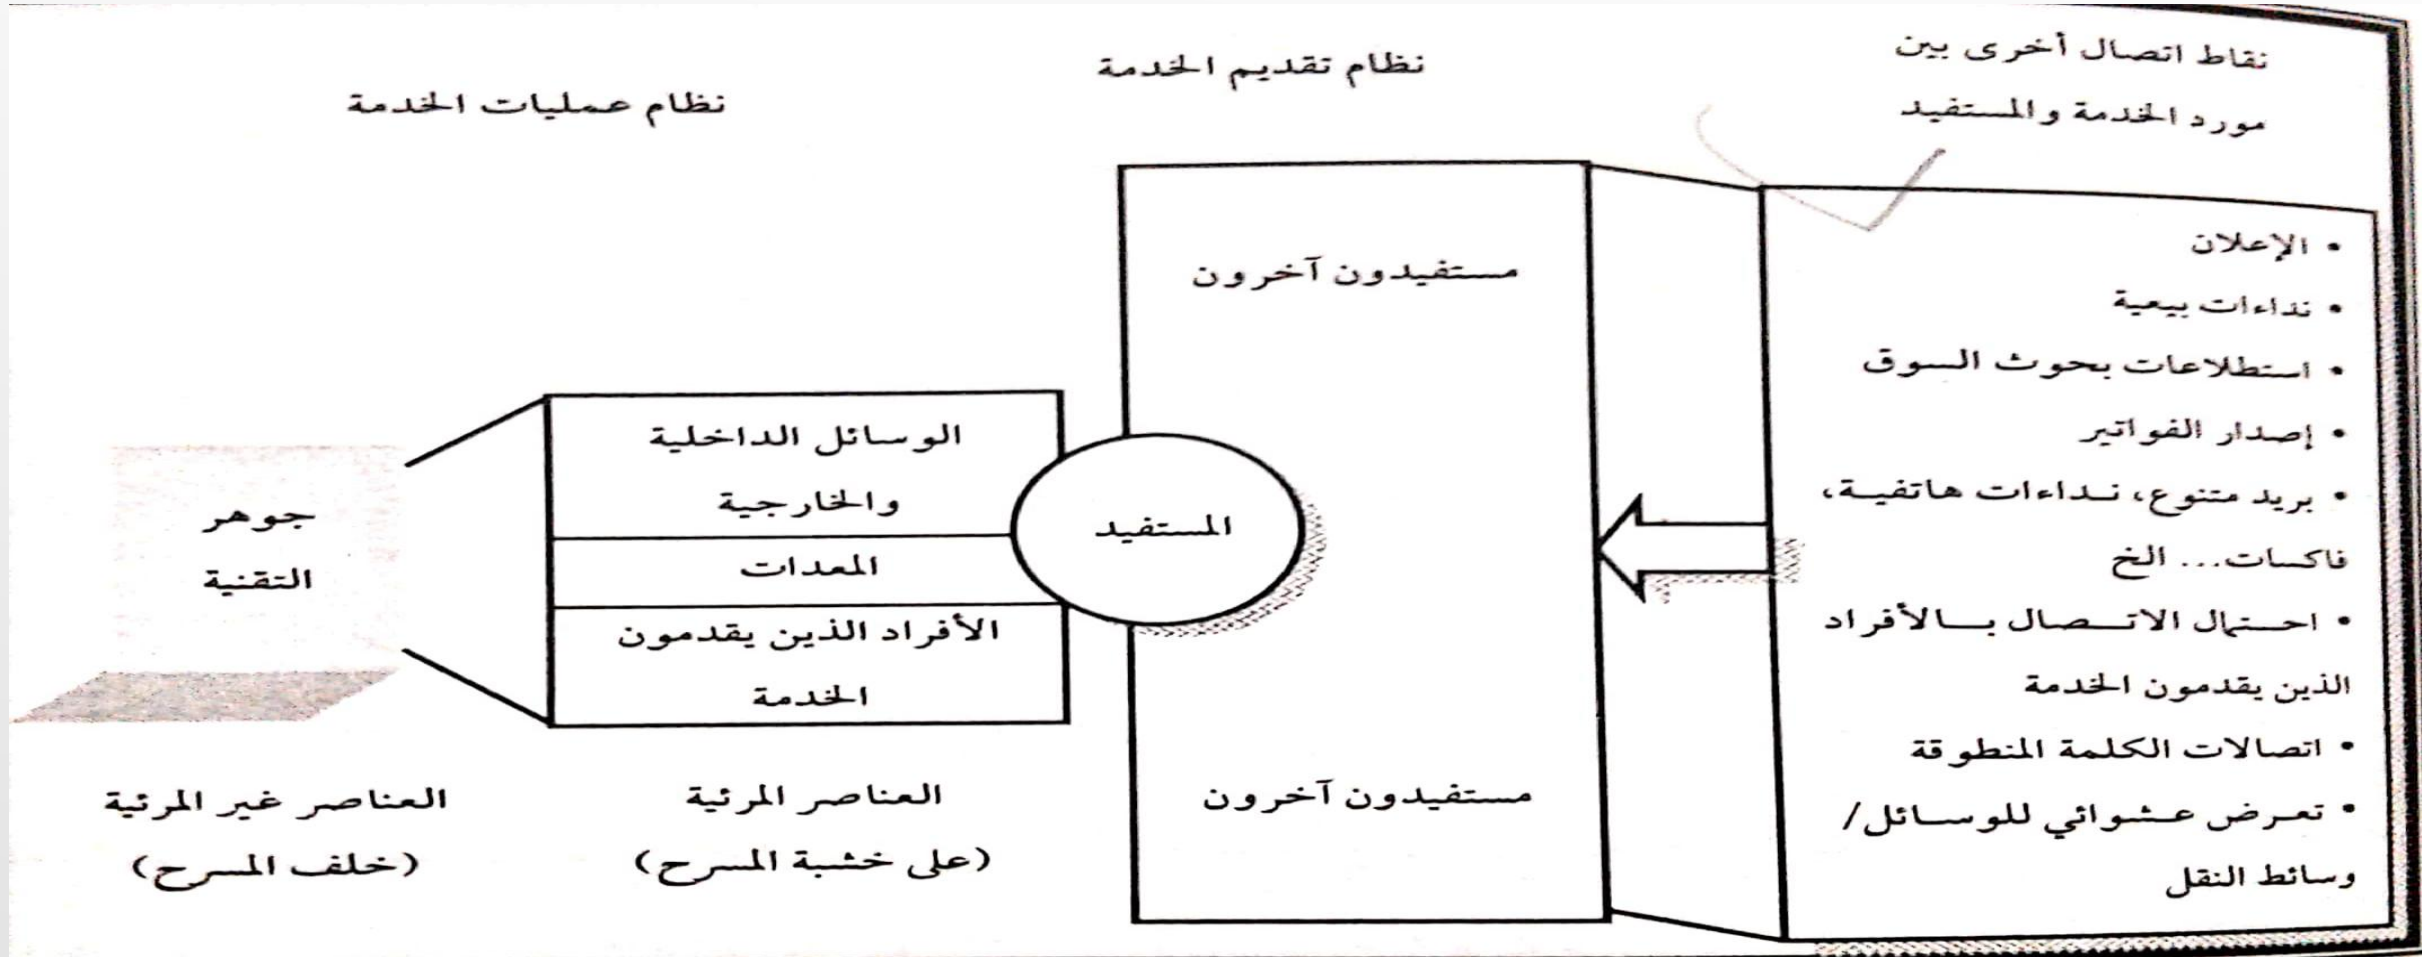 نقاط اتصال أخرى بين
مورد الخدمة والمستفيد
نظام تقديم الخدمة
نظام عمليات الخدمة
• الإعلان
• نداءات بيعية
• استطلاعات بحوث السوق
• إصدار الفواتير
• بريد متنوع، نداءات هاتفية،
فاكسات... الخ
• احتمال الاتصال بالأفراد
الذين يقدمون الخدمة
• اتصالات الكلمة المنطوقة
• تعرض عشوائي للوسائل/
وسائط النقل
مستفيدون آخرون
المستفيد
مستفيدون آخرون
الوسائل الداخلية
والخارجية
المعدات
الأفراد الذين يقدمون
الخدمة
العناصر المرئية
(على خشبة المسرح)
جوهر
التقنية
العناصر غير المرئية
(خلف المسرح)